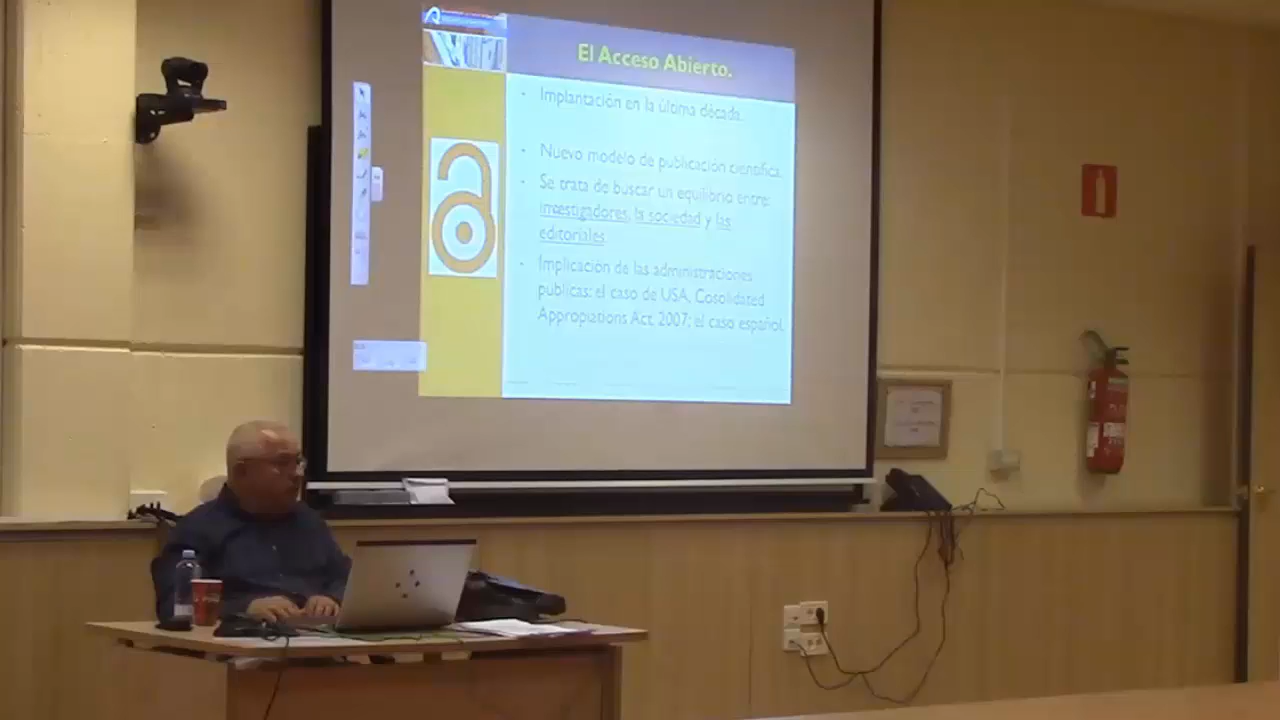 El Acceso Abierto.
- Implantación en la última década.
- Nuevo modelo de publicación científica.
- Se trata de buscar un equilibrio entre:
investigadores, la sociedad y las
editoriales.
- Implicación de las administraciones
publicas: el caso de USA, Cosolidated
Appropiations Act, 2007; el caso español.